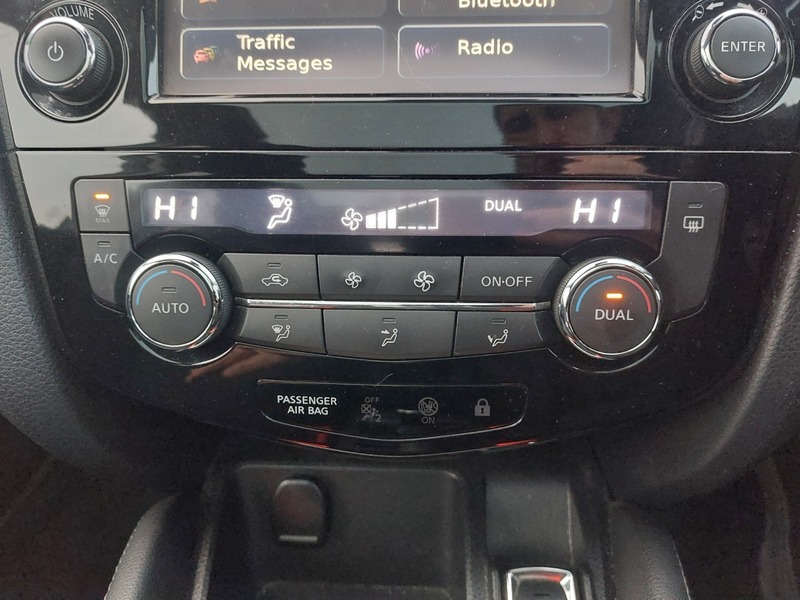 VOLUME
Bluetooth
Traffic
Messages
Radio
ENTER
MAX
HI
DUAL
HI
A/C
AUTO
ON·OFF
DUAL
PASSENGER
AIR BAG
OFF
2
ON